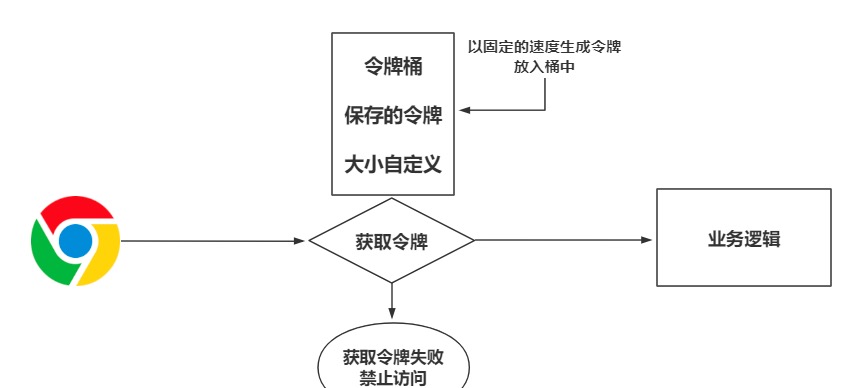 令牌桶
保存的令牌
大小自定义
以固定的速度生成令牌
放入桶中
获取令牌
业务逻辑
获取令牌失败
禁止访问